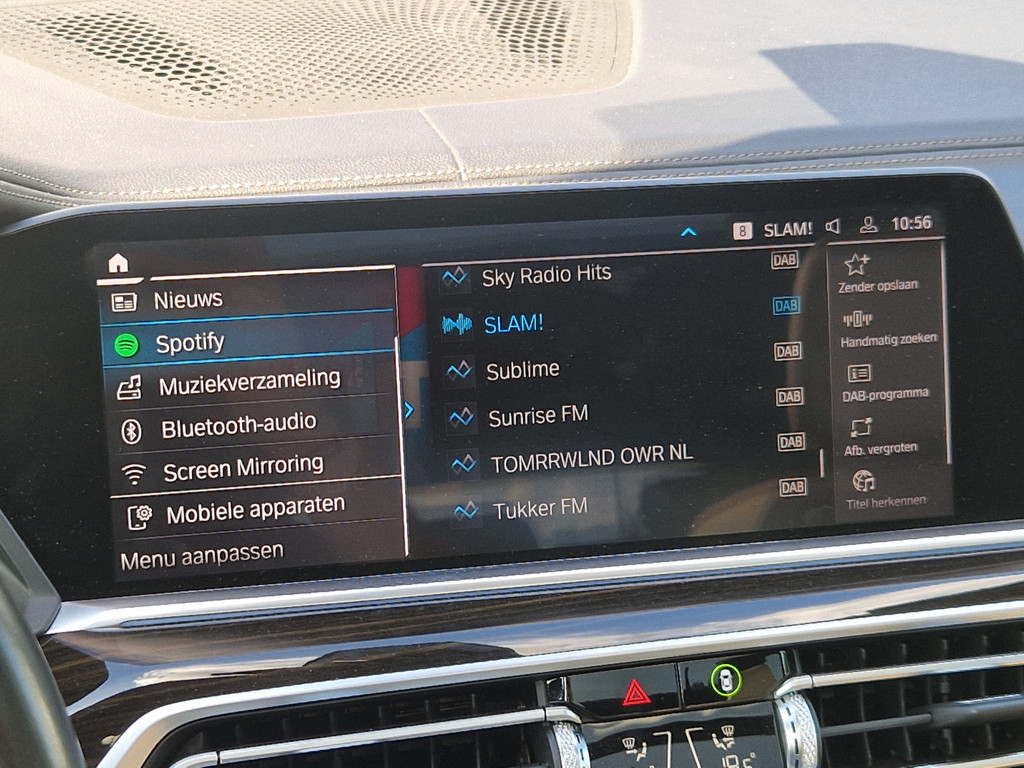 8 SLAM! 10:56
Nieuws
Spotify
Muziekverzameling
Bluetooth-audio
Screen Mirroring
Mobiele apparaten
Menu aanpassen
Sky Radio Hits DAB
SLAM! DAB
Sublime DAB
Sunrise FM DAB
TOMRRWLND OWR NL DAB
Tukker FM DAB
Zender opslaan
Handmatig zoeken
DAB-programma
Afb. vergroten
Titel herkennen